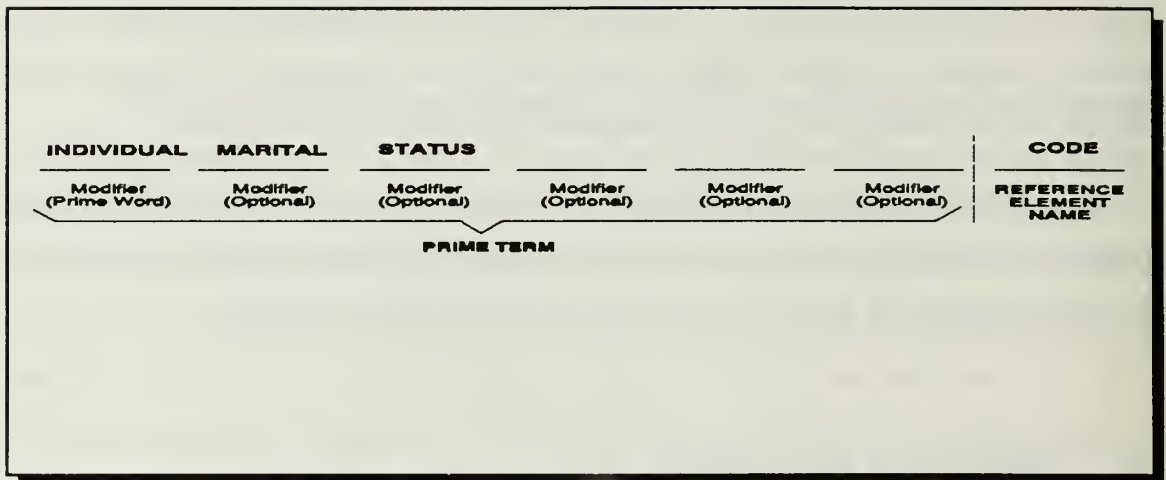 INDIVIDUAL MARITAL STATUS CODE
Modifier (Prime Word) Modifier (Optional) Modifier (Optional) Modifier (Optional) Modifier (Optional) Modifier (Optional) REFERENCE ELEMENT NAME
PRIME TERM